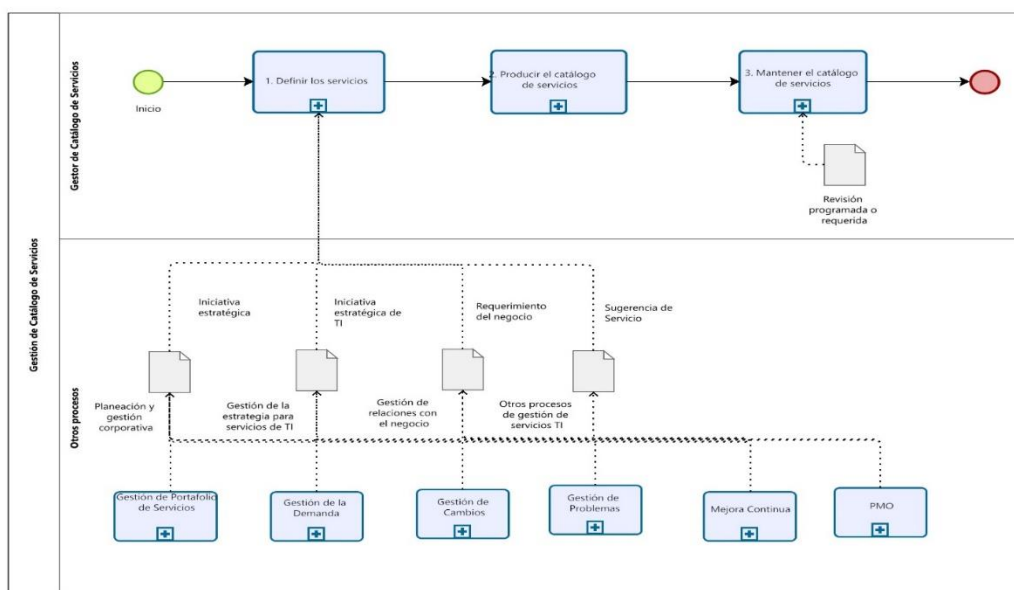 Gestión de Catálogo de Servicios
Gestor de Catálogo de Servicios
Inicio
1. Definir los servicios
2. Producir el catálogo
de servicios
3. Mantener el catálogo
de servicios
Revisión
programada o
requerida
Otros procesos
Iniciativa
estratégica
Iniciativa
estratégica de
TI
Requerimiento
del negocio
Sugerencia de
Servicio
Planeación y
gestión
corporativa
Gestión de la
estrategia para
servicios de TI
Gestión de
relaciones con
el negocio
Otros procesos
de gestión de
servicios TI
Gestión de Portafolio
de Servicios
Gestión de la
Demanda
Gestión de
Cambios
Gestión de
Problemas
Mejora Continua
PMO